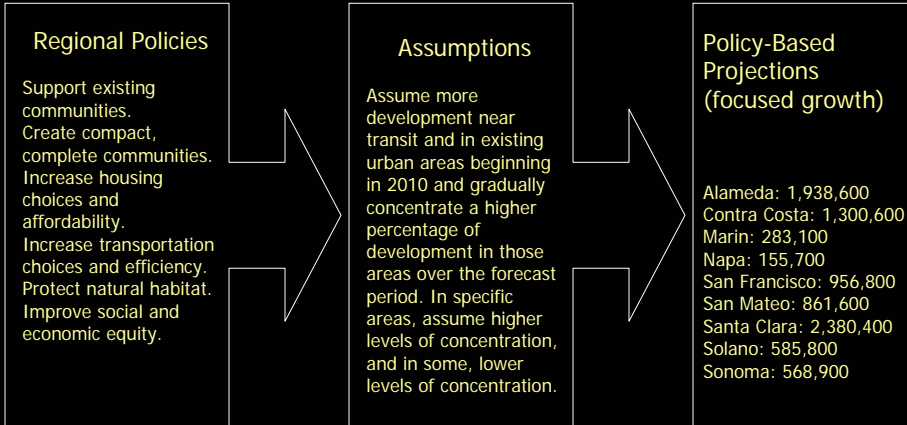 Regional Policies
Support existing
communities.
Create compact,
complete communities.
Increase housing
choices and
affordability.
Increase transportation
choices and efficiency.
Protect natural habitat.
Improve social and
economic equity.
Assumptions
Assume more
development near
transit and in existing
urban areas beginning
in 2010 and gradually
concentrate a higher
percentage of
development in those
areas over the forecast
period. In specific
areas, assume higher
levels of concentration,
and in some, lower
levels of concentration.
Policy-Based
Projections
(focused growth)
Alameda: 1,938,600
Contra Costa: 1,300,600
Marin: 283,100
Napa: 155,700
San Francisco: 956,800
San Mateo: 861,600
Santa Clara: 2,380,400
Solano: 585,800
Sonoma: 568,900